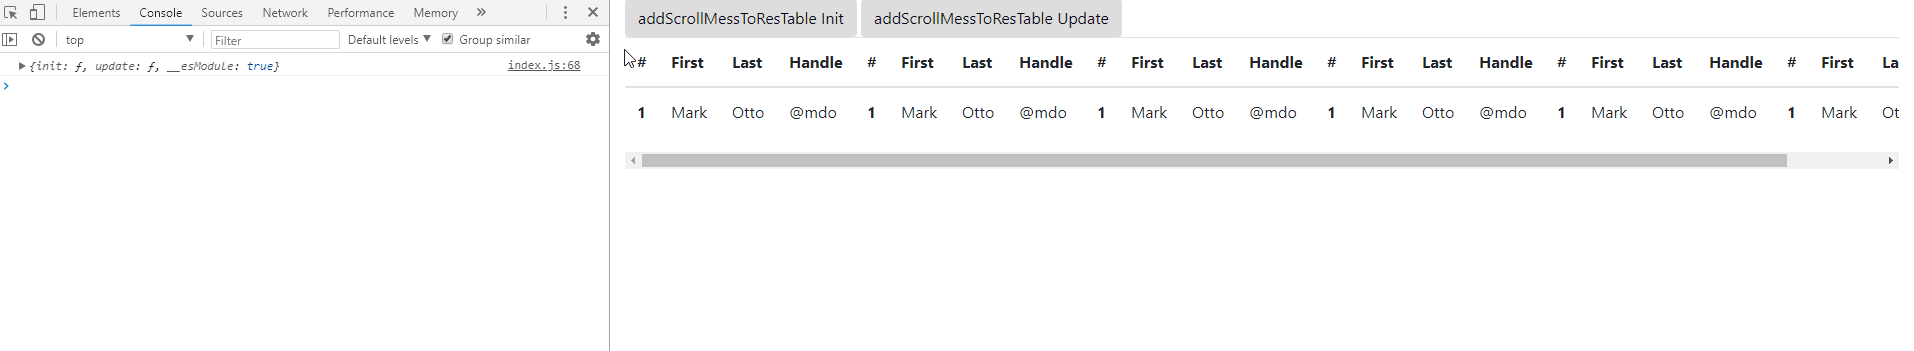 Elements Console Sources Network Performance Memory »
top Filter Default levels Group similar
{init: ƒ, update: ƒ, __esModule: true} index.js:68
addScrollMessToResTable Init addScrollMessToResTable Update
# First Last Handle # First Last Handle # First Last Handle # First Last Handle # First Last Handle # First La
1 Mark Otto @mdo 1 Mark Otto @mdo 1 Mark Otto @mdo 1 Mark Otto @mdo 1 Mark Otto @mdo 1 Mark Ot